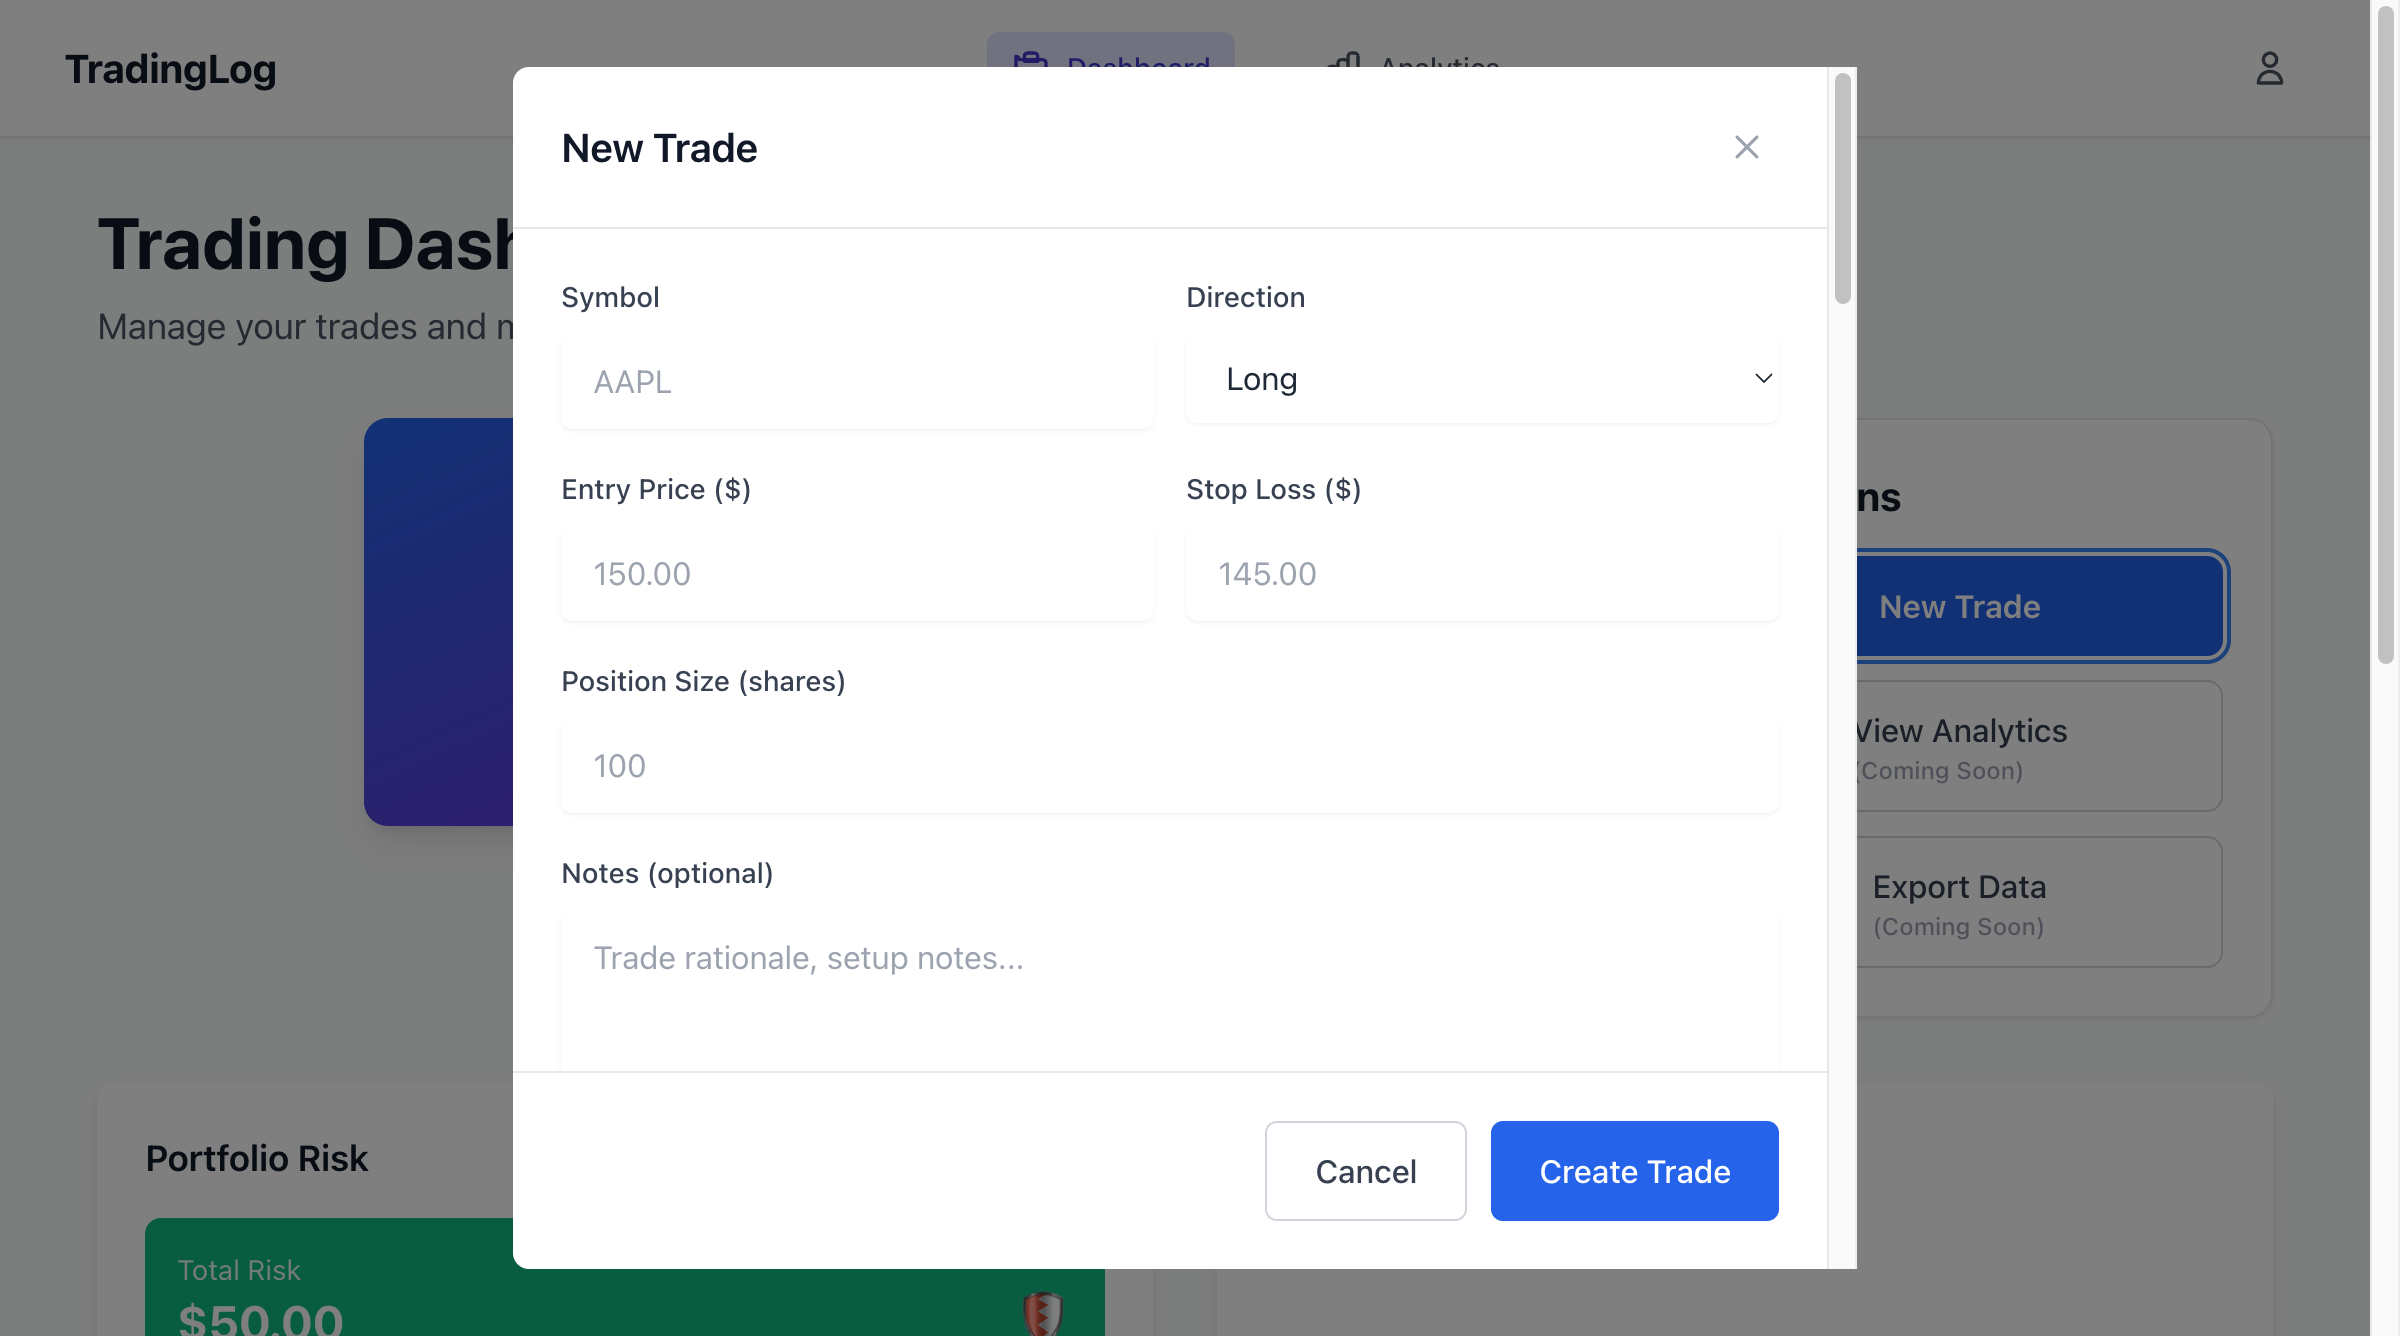 TradingLog
Dashboard
Analytics
New Trade
Trading Dash
Manage your trades and
Symbol
Direction
AAPL
Long
Entry Price ($)
Stop Loss ($)
150.00
145.00
Position Size (shares)
100
Notes (optional)
Trade rationale, setup notes...
Cancel
Create Trade
ns
New Trade
View Analytics
(Coming Soon)
Export Data
(Coming Soon)
Portfolio Risk
Total Risk
$50.00